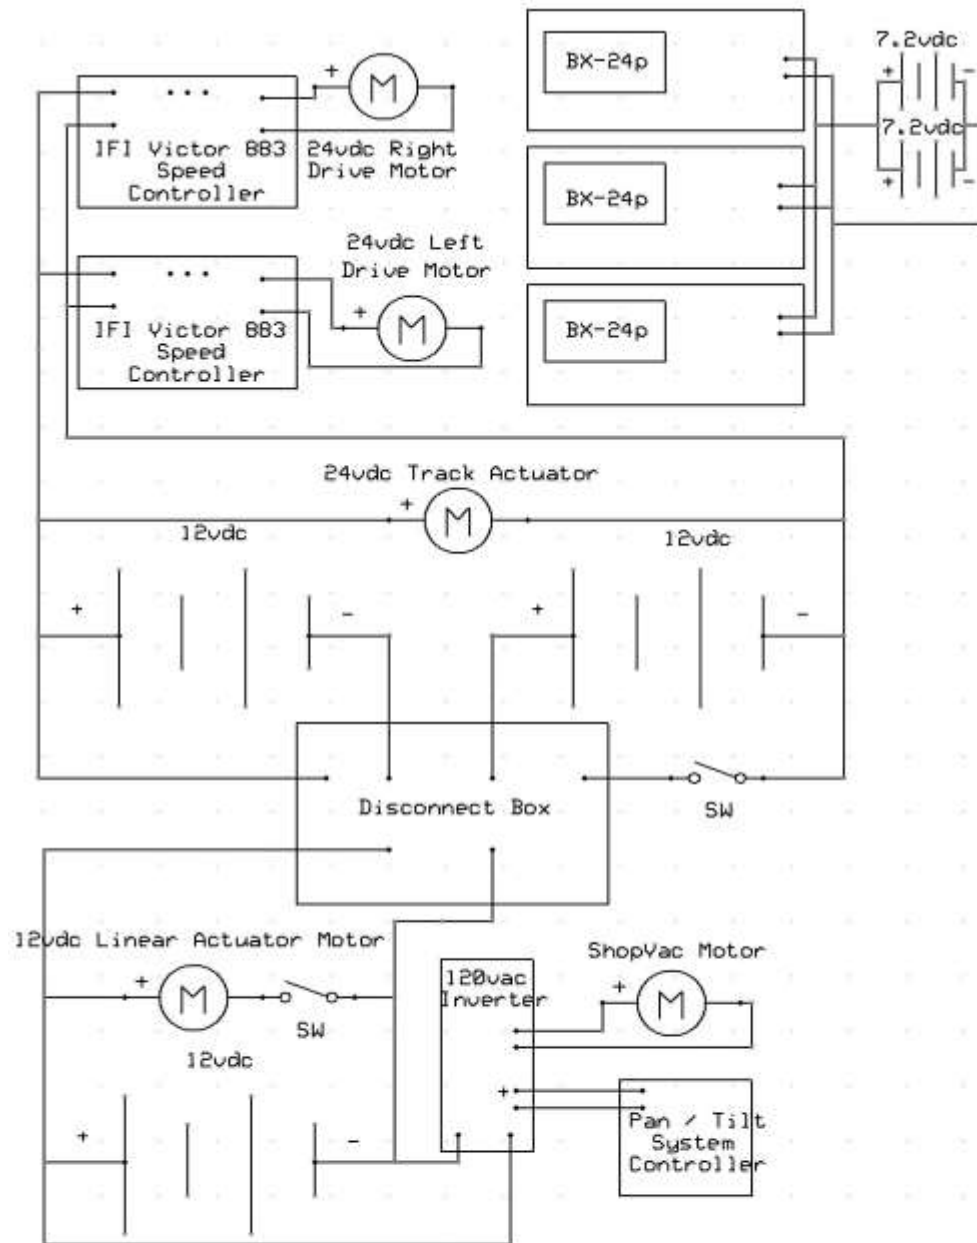 7.2vdc
+ -
7.2vdc
+ -
BX-24p
BX-24p
BX-24p
+ M
IFI Victor 883
Speed
Controller
24vdc Right
Drive Motor
24vdc Left
Drive Motor
+ M
IFI Victor 883
Speed
Controller
24vdc Track Actuator
+ M
12vdc
+ -
12vdc
+ -
Disconnect Box
SW
12vdc Linear Actuator Motor
+ M
SW
12vdc
+ -
120vac
Inverter
+
ShopVac Motor
+ M
Pan / Tilt
System
Controller